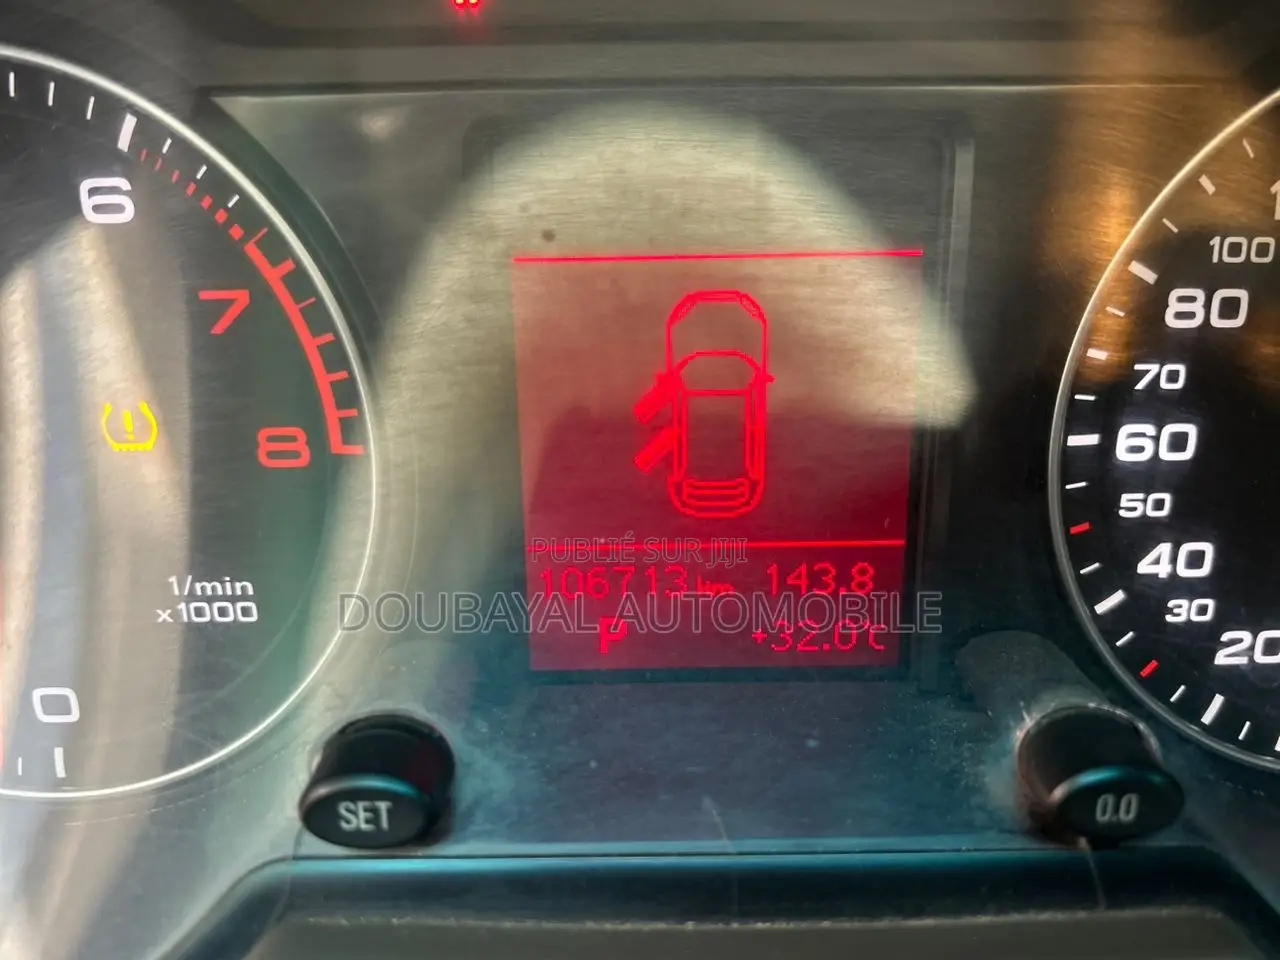 6
7
8
1/min
x1000
0
PUBLIÉ SUR JIJI
106713 km 143.8
DOUBAYAL AUTOMOBILE
P +32.0°C
SET
0.0
100
80
70
60
50
40
30
20